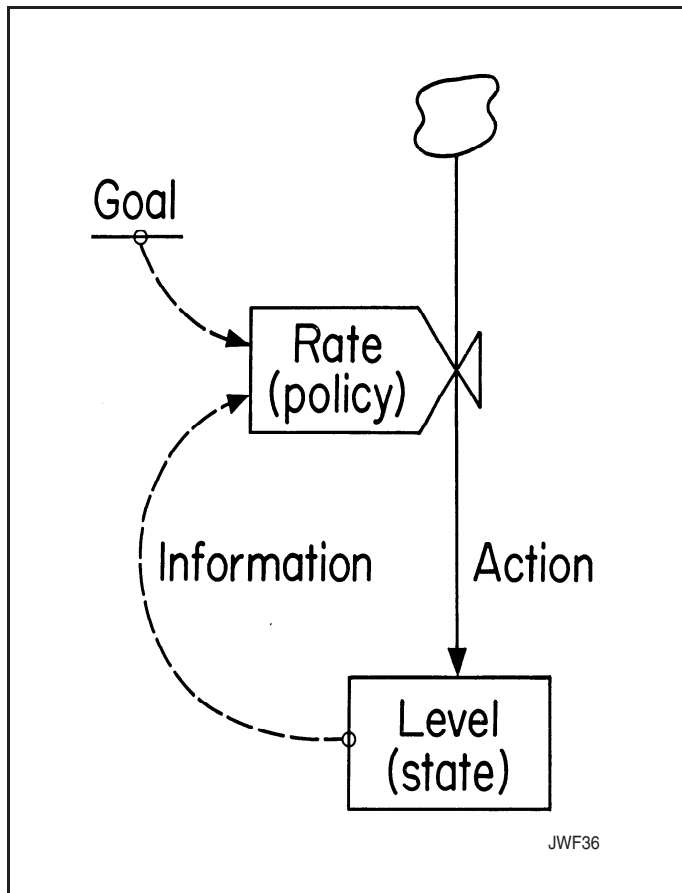 Goal
Rate
(policy)
Information
Action
Level
(state)
JWF36